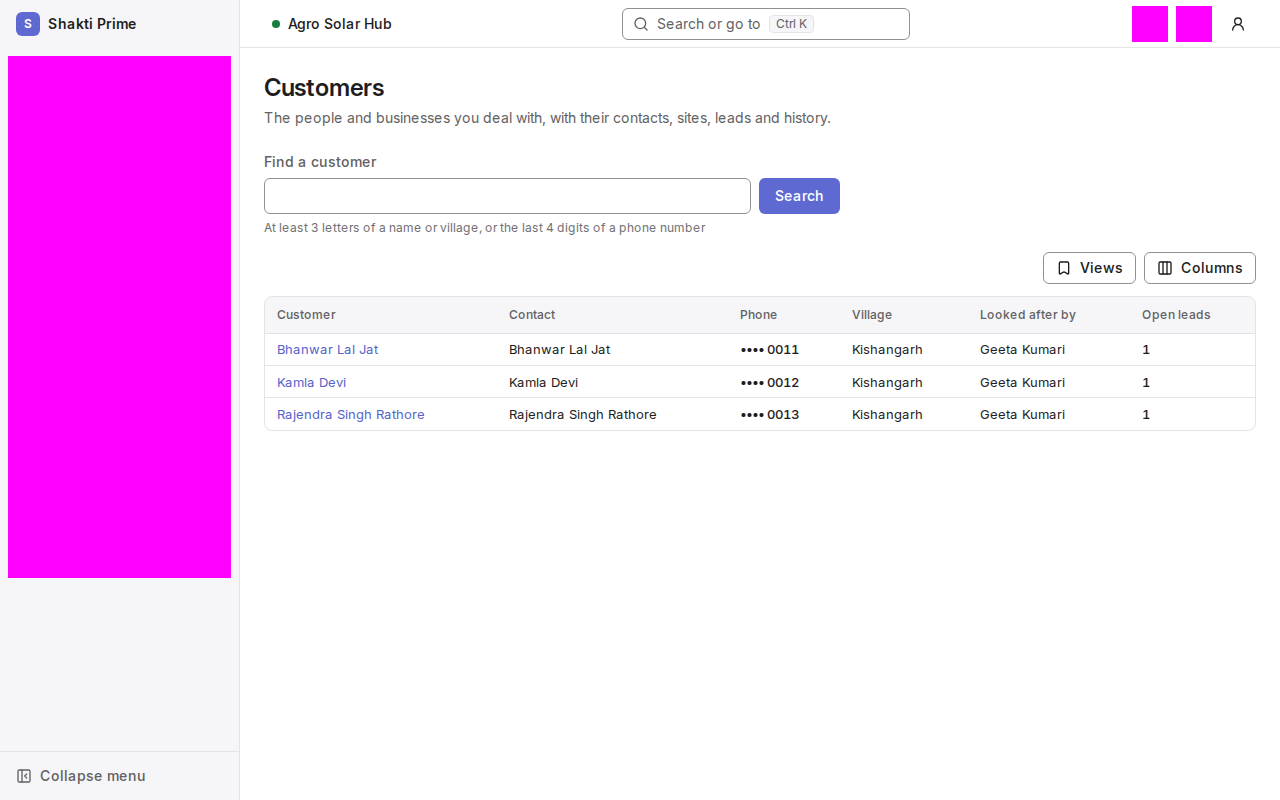 S Shakti Prime
Agro Solar Hub
Search or go to Ctrl K
Customers
The people and businesses you deal with, with their contacts, sites, leads and history.
Find a customer
Search
At least 3 letters of a name or village, or the last 4 digits of a phone number
Views Columns
Customer Contact Phone Village Looked after by Open leads
Bhanwar Lal Jat Bhanwar Lal Jat •••• 0011 Kishangarh Geeta Kumari 1
Kamla Devi Kamla Devi •••• 0012 Kishangarh Geeta Kumari 1
Rajendra Singh Rathore Rajendra Singh Rathore •••• 0013 Kishangarh Geeta Kumari 1
Collapse menu